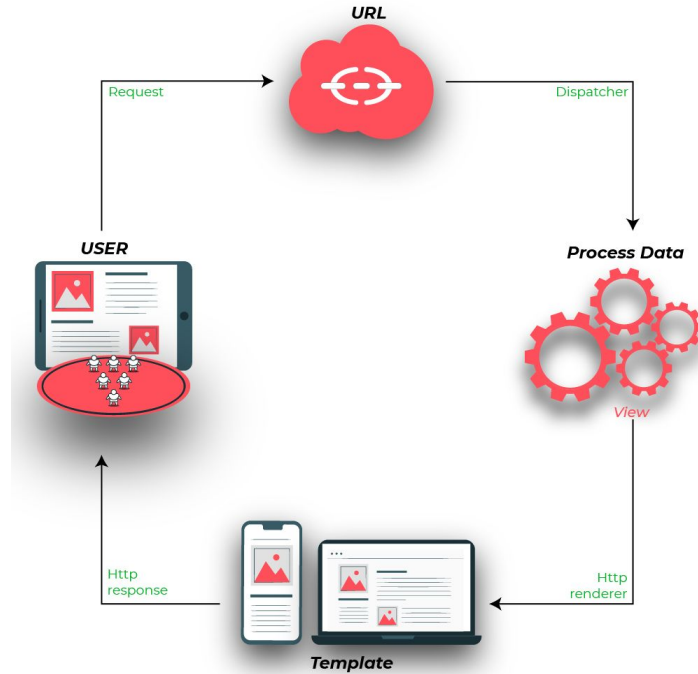 URL
Request
Dispatcher
USER
Process Data
View
Http
response
Http
renderer
Template